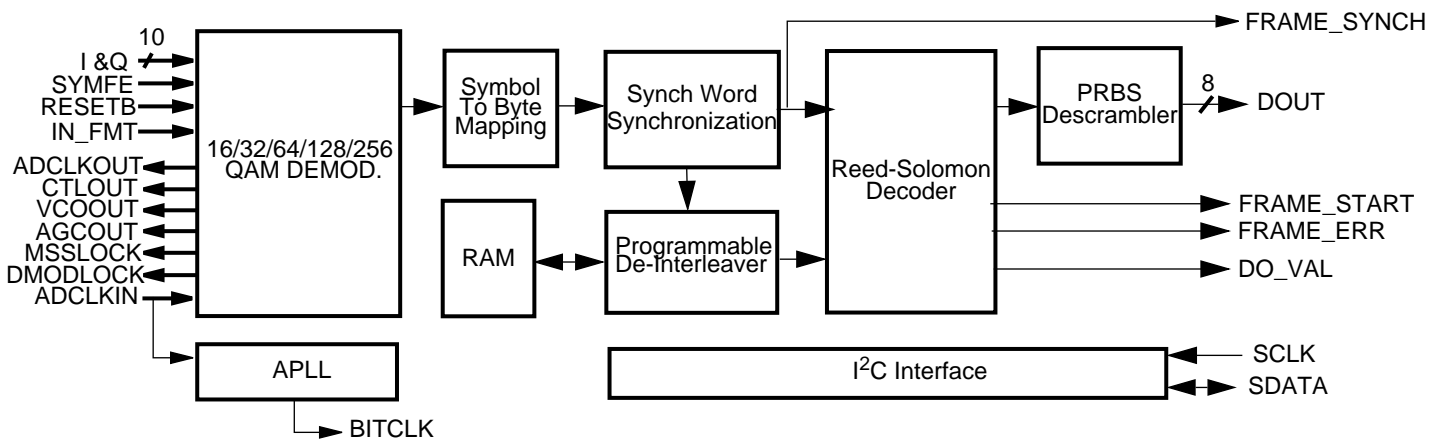 10
I &Q
SYMFE
RESETB
IN_FMT
ADCLKOUT
CTLOUT
VCOOUT
AGCOUT
MSSLOCK
DMODLOCK
ADCLKIN
16/32/64/128/256
QAM DEMOD.
APLL
BITCLK
Symbol
To Byte
Mapping
RAM
Synch Word
Synchronization
Programmable
De-Interleaver
Reed-Solomon
Decoder
PRBS
Descrambler
8
FRAME_SYNCH
DOUT
FRAME_START
FRAME_ERR
DO_VAL
I2C Interface
SCLK
SDATA